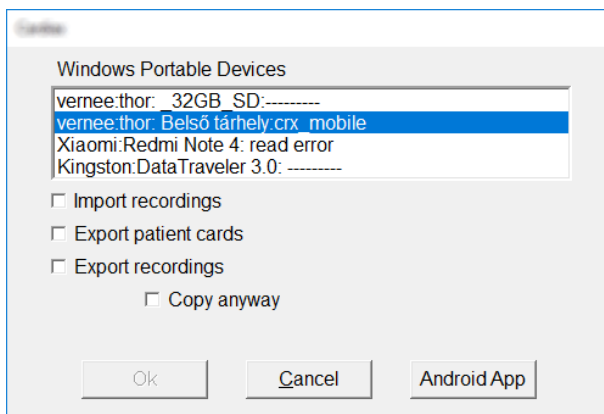 Windows Portable Devices
vernee:thor: _32GB_SD:---------
vernee:thor: Belső tárhely:crx_mobile
Xiaomi:Redmi Note 4: read error
Kingston:DataTraveler 3.0: ---------
Import recordings
Export patient cards
Export recordings
Copy anyway
Ok Cancel Android App